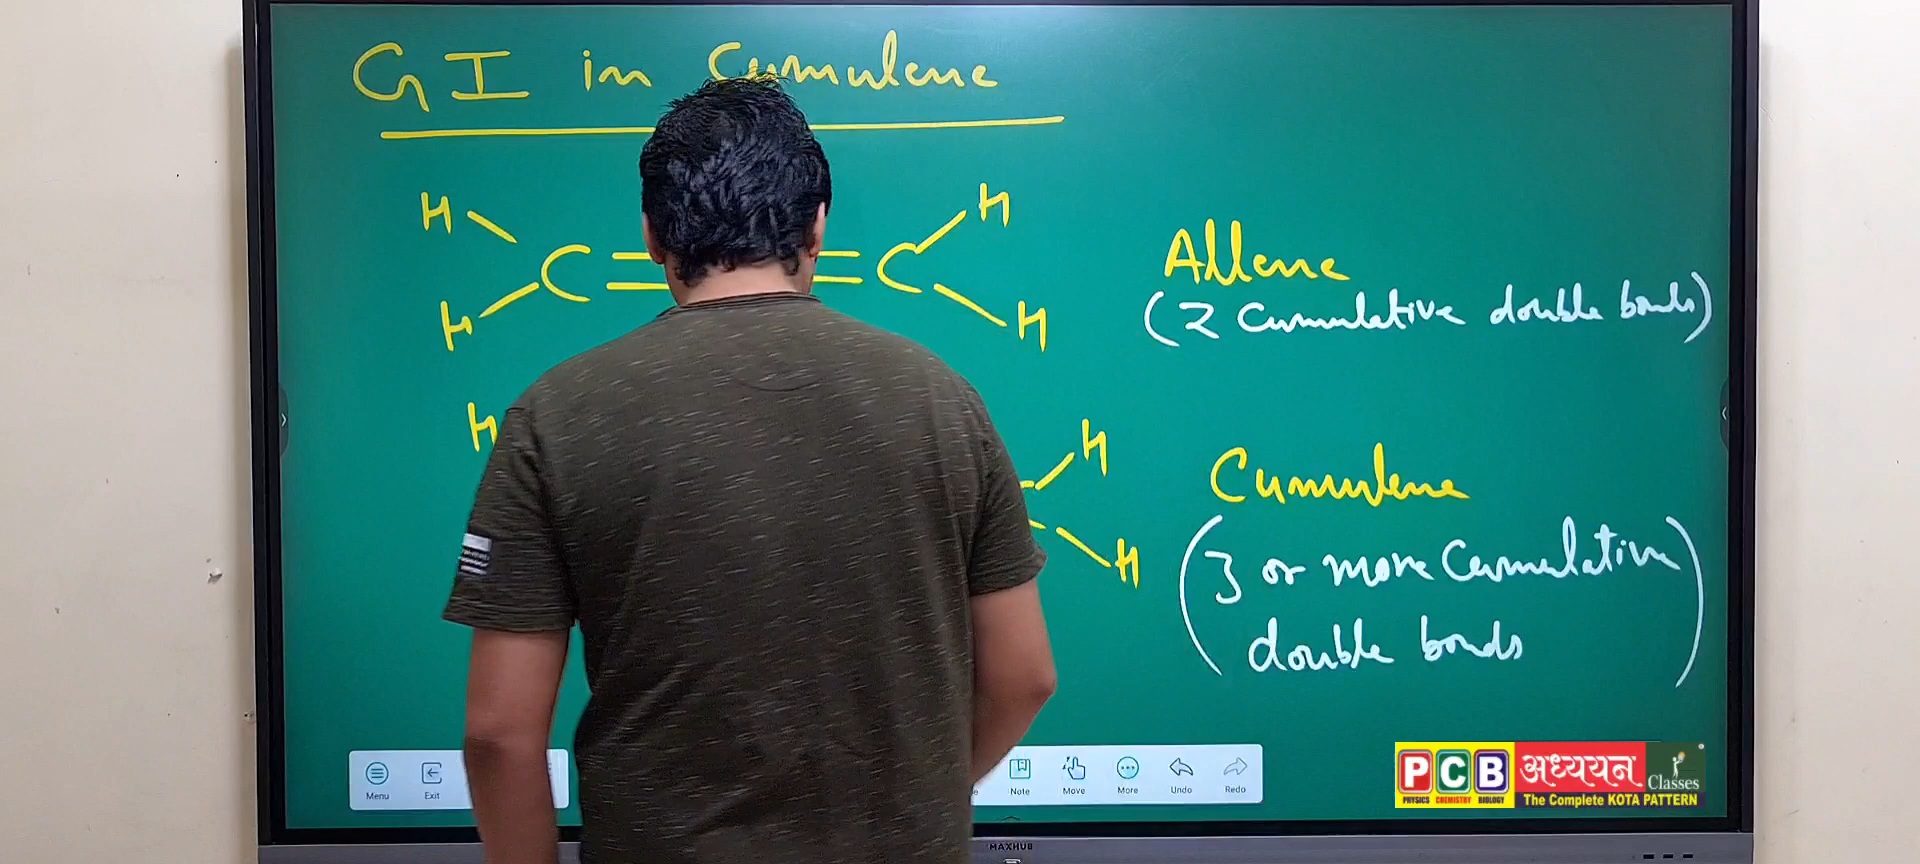 GI in Cumulene
H H
C C
H H
Allene
(2 Cumulative double bonds)
H H
H
Cumulene
(3 or more Cumulative
double bonds)
Menu Exit Note Move More Undo Redo
PCB अध्ययन Classes
PHYSICS CHEMISTRY BIOLOGY The Complete KOTA PATTERN
MAXHUB